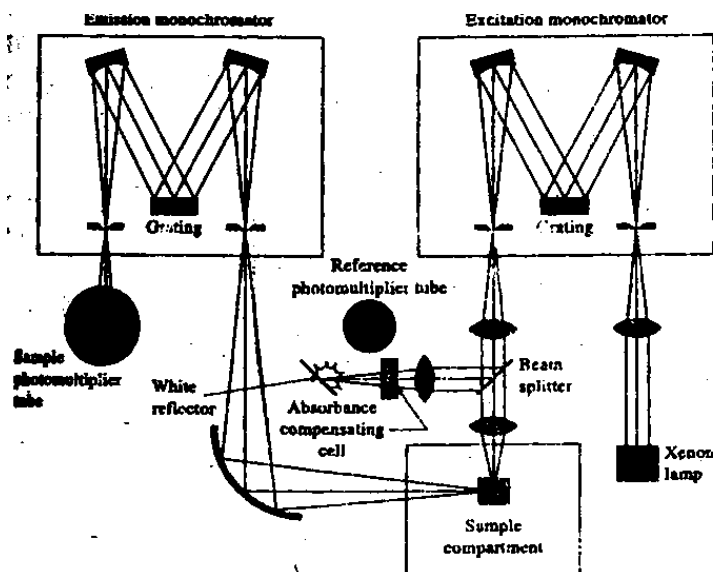 Emission monochromator
Excitation monochromator
Grating
Grating
Reference
photomultiplier tube
Sample
photomultiplier
tube
White
reflector
Beam
splitter
Absorbance
compensating
cell
Xenon
lamp
Sample
compartment